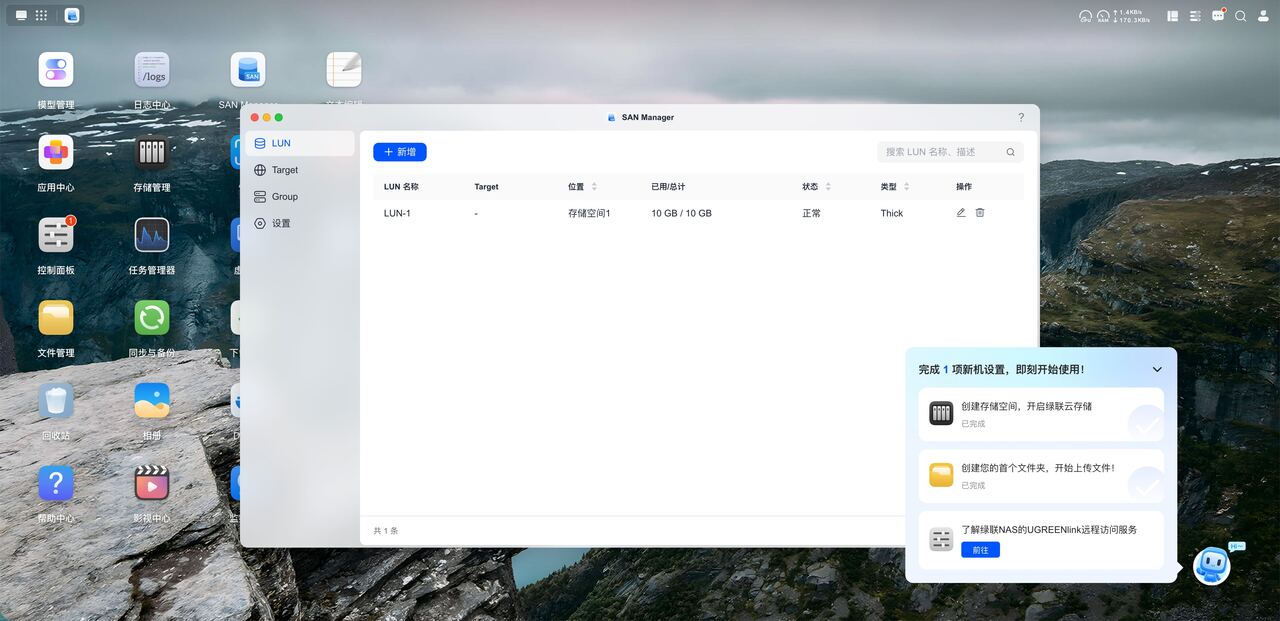 CPU
RAM
1.4KB/s
170.3KB/s
模型管理
/logs
日志中心
SAN
应用中心
存储管理
1
控制面板
任务管理器
文件管理
同步与备份
回收站
相册
?
帮助中心
影视中心
SAN Manager
?
LUN
Target
Group
设置
新增
搜索 LUN 名称、描述
LUN 名称 Target 位置 已用/总计 状态 类型 操作
LUN-1 - 存储空间1 10 GB / 10 GB 正常 Thick
共 1 条
完成 1 项新机设置，即刻开始使用！
创建存储空间，开启绿联云存储
已完成
创建您的首个文件夹，开始上传文件！
已完成
了解绿联NAS的UGREENlink远程访问服务
前往
Hi~